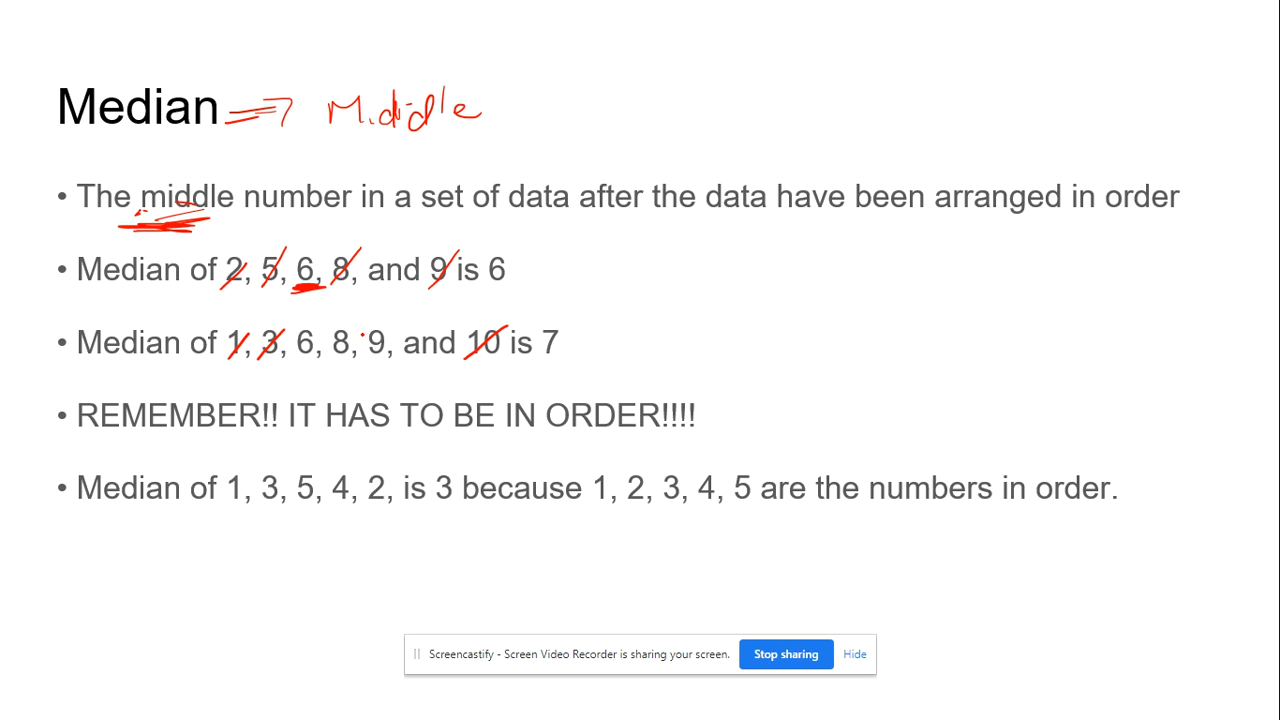 Median => Middle
• The middle number in a set of data after the data have been arranged in order
• Median of 2, 5, 6, 8, and 9 is 6
• Median of 1, 3, 6, 8, 9, and 10 is 7
• REMEMBER!! IT HAS TO BE IN ORDER!!!!
• Median of 1, 3, 5, 4, 2, is 3 because 1, 2, 3, 4, 5 are the numbers in order.
Screencastify - Screen Video Recorder is sharing your screen. Stop sharing Hide